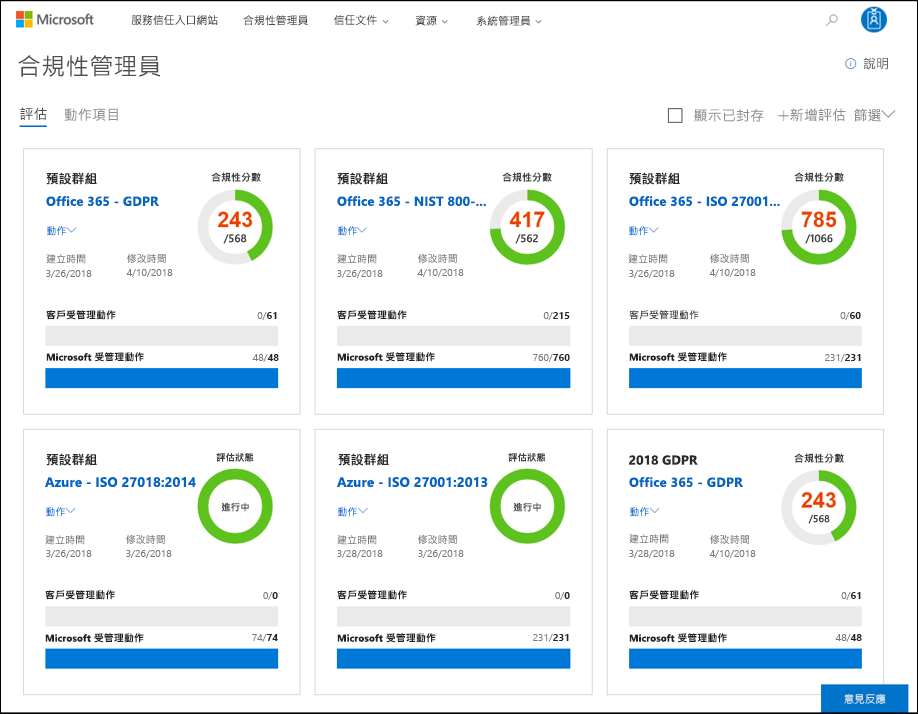 Microsoft 服務信任入口網站 合規性管理員 信任文件 資源 系統管理員
合規性管理員
說明
評估 動作項目
顯示已封存 +新增評估 篩選
預設群組
合規性分數
Office 365 - GDPR
243
/568
動作
建立時間 修改時間
3/26/2018 4/10/2018
客戶受管理動作 0/61
Microsoft 受管理動作 48/48
預設群組
合規性分數
Office 365 - NIST 800-...
417
/562
動作
建立時間 修改時間
3/26/2018 4/10/2018
客戶受管理動作 0/215
Microsoft 受管理動作 760/760
預設群組
合規性分數
Office 365 - ISO 27001...
785
/1066
動作
建立時間 修改時間
3/26/2018 4/10/2018
客戶受管理動作 0/60
Microsoft 受管理動作 231/231
預設群組
評估狀態
Azure - ISO 27018:2014
進行中
動作
建立時間 修改時間
3/26/2018 3/26/2018
客戶受管理動作 0/0
Microsoft 受管理動作 74/74
預設群組
評估狀態
Azure - ISO 27001:2013
進行中
動作
建立時間 修改時間
3/28/2018 3/26/2018
客戶受管理動作 0/0
Microsoft 受管理動作 231/231
2018 GDPR
合規性分數
Office 365 - GDPR
243
/568
動作
建立時間 修改時間
3/28/2018 4/10/2018
客戶受管理動作 0/61
Microsoft 受管理動作 48/48
意見反應